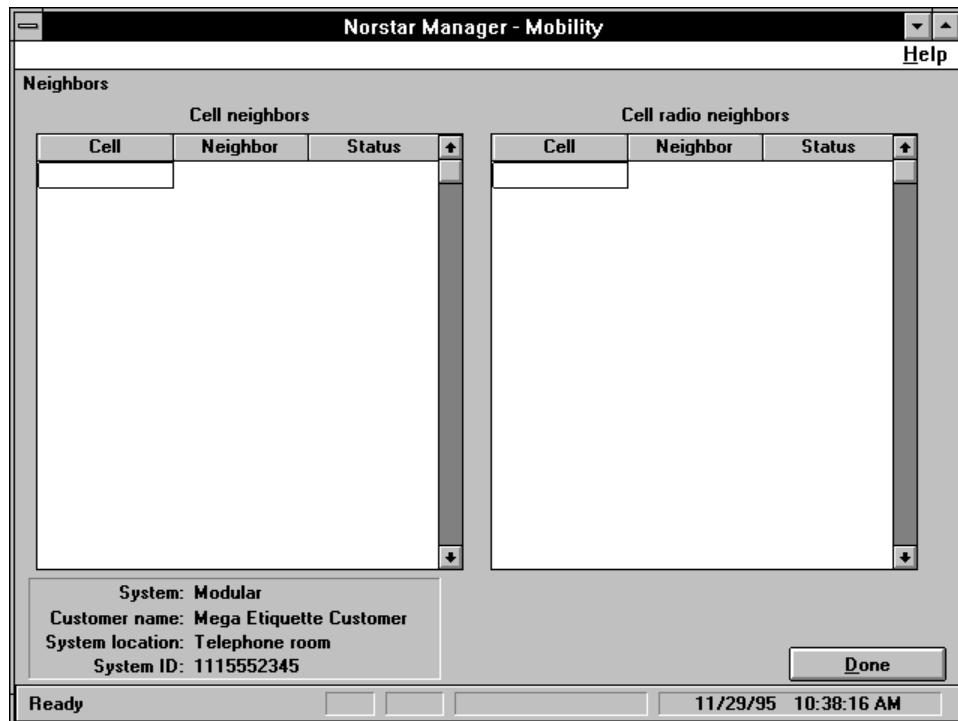 Norstar Manager - Mobility
Help
Neighbors
Cell neighbors
Cell Neighbor Status
Cell radio neighbors
Cell Neighbor Status
System: Modular
Customer name: Mega Etiquette Customer
System location: Telephone room
System ID: 1115552345
Done
Ready 11/29/95 10:38:16 AM